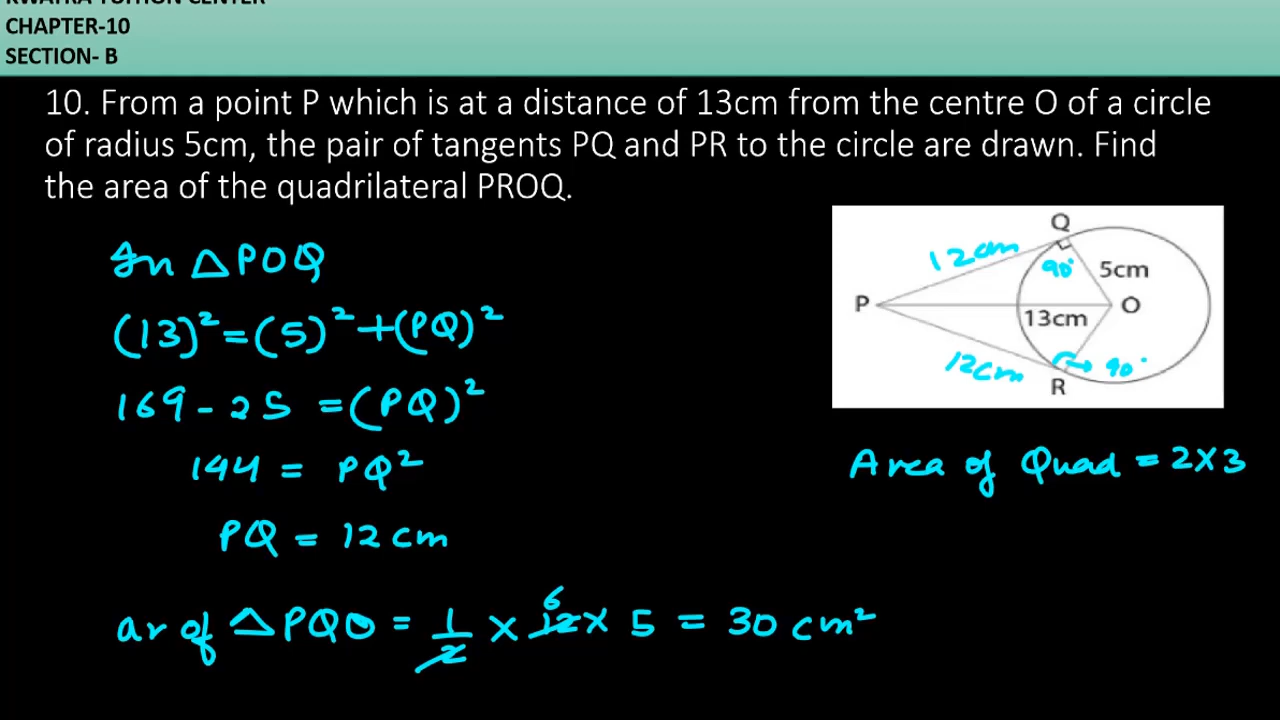 KWATRA TUITION CENTER
CHAPTER-10
SECTION- B
10. From a point P which is at a distance of 13cm from the centre O of a circle
of radius 5cm, the pair of tangents PQ and PR to the circle are drawn. Find
the area of the quadrilateral PROQ.
In △POQ
(13)² = (5)² + (PQ)²
169 - 25 = (PQ)²
144 = PQ²
PQ = 12 cm
ar of △PQO = 1/2 × 12 6 × 5 = 30 cm²
Q
12cm
90°
5cm
P
O
13cm
12cm
90°
R
Area of Quad = 2×3